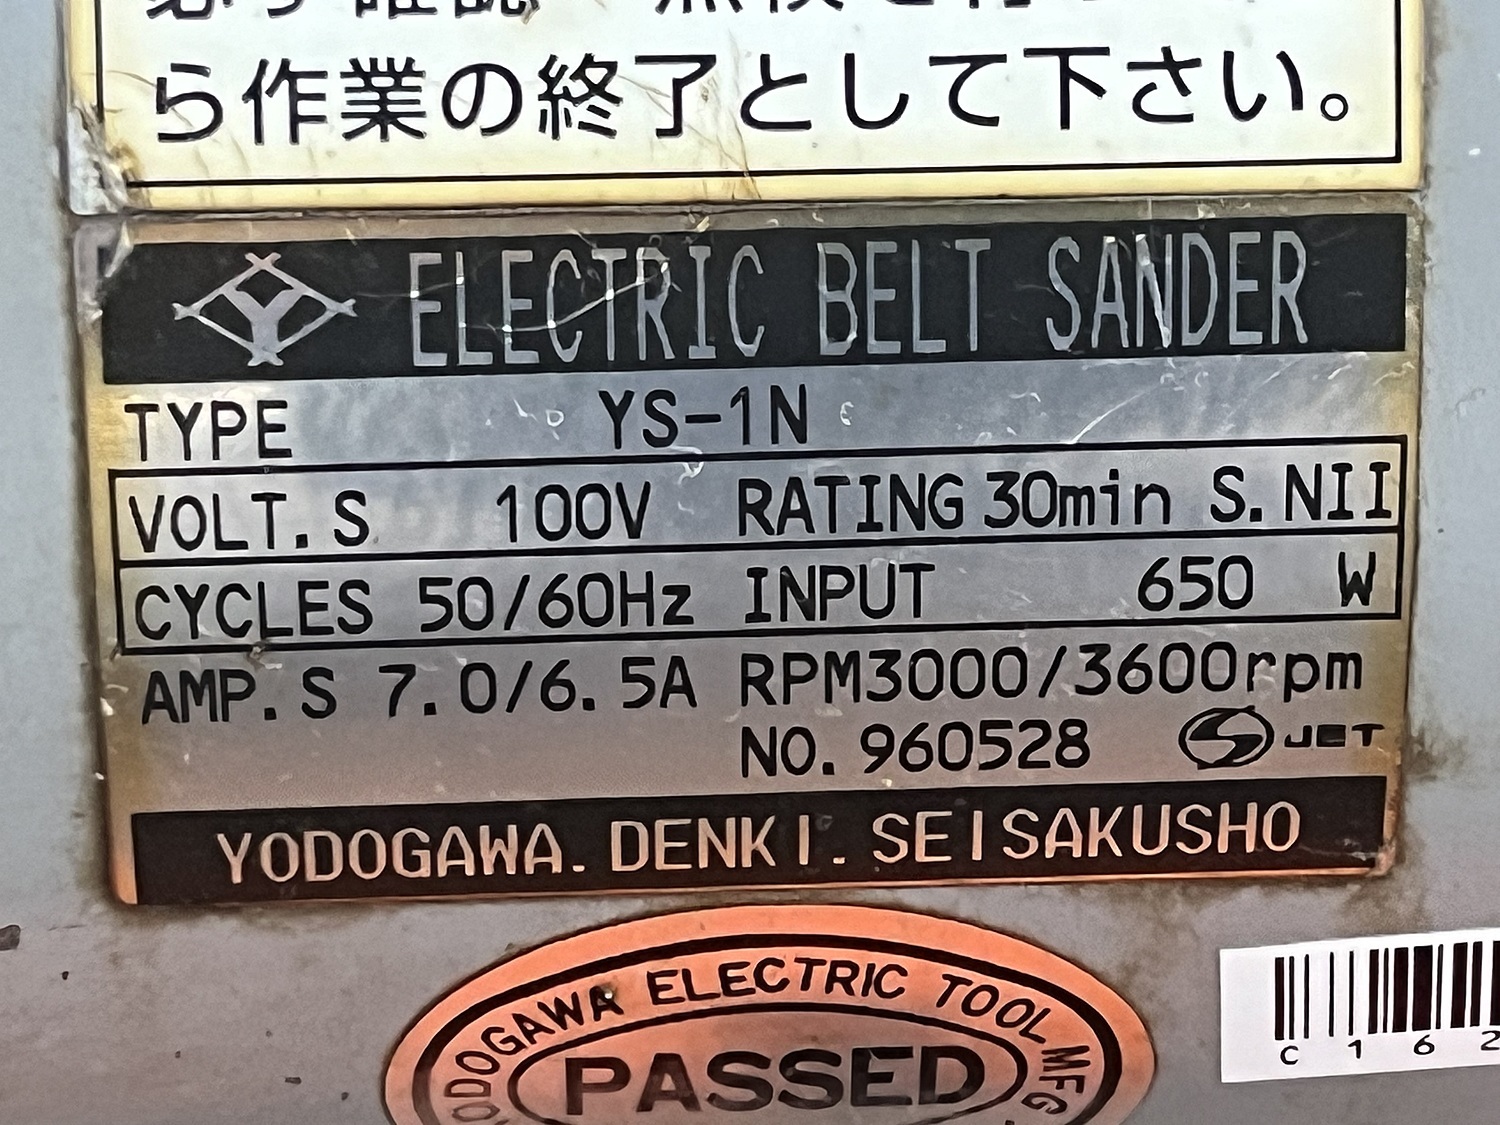 ら作業の終了として下さい。
ELECTRIC BELT SANDER
TYPE YS-1N
VOLT.S 100V RATING 30min S.NII
CYCLES 50/60Hz INPUT 650 W
AMP.S 7.0/6.5A RPM3000/3600rpm
NO. 960528 JET
YODOGAWA. DENKI. SEISAKUSHO
YODOGAWA ELECTRIC TOOL MFG
PASSED
C162